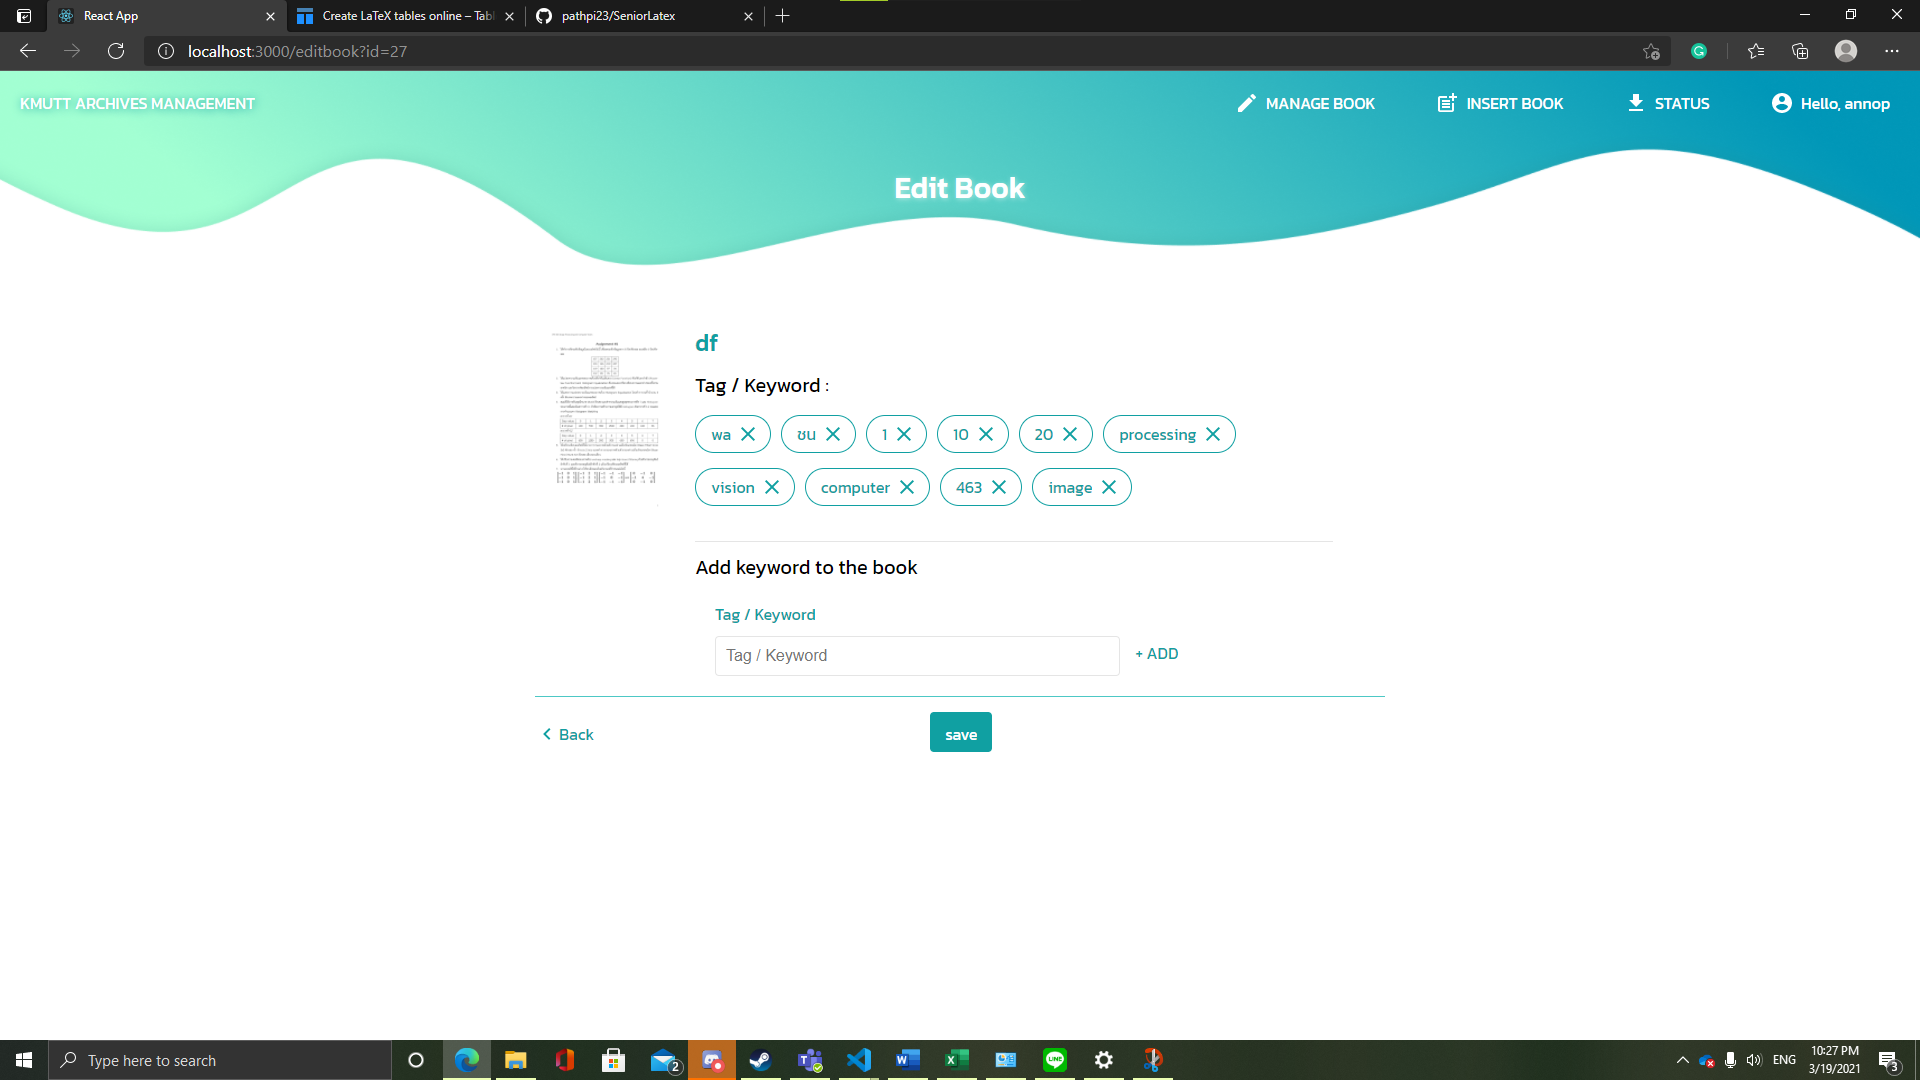 React App
Create LaTeX tables online – Tabl
pathpi23/SeniorLatex
localhost:3000/editbook?id=27
KMUTT ARCHIVES MANAGEMENT
MANAGE BOOK
INSERT BOOK
STATUS
Hello, annop
Edit Book
df
Tag / Keyword :
wa
ชน
1
10
20
processing
vision
computer
463
image
Add keyword to the book
Tag / Keyword
Tag / Keyword
+ ADD
Back
save
Type here to search
2
ENG
10:27 PM
3/19/2021
3